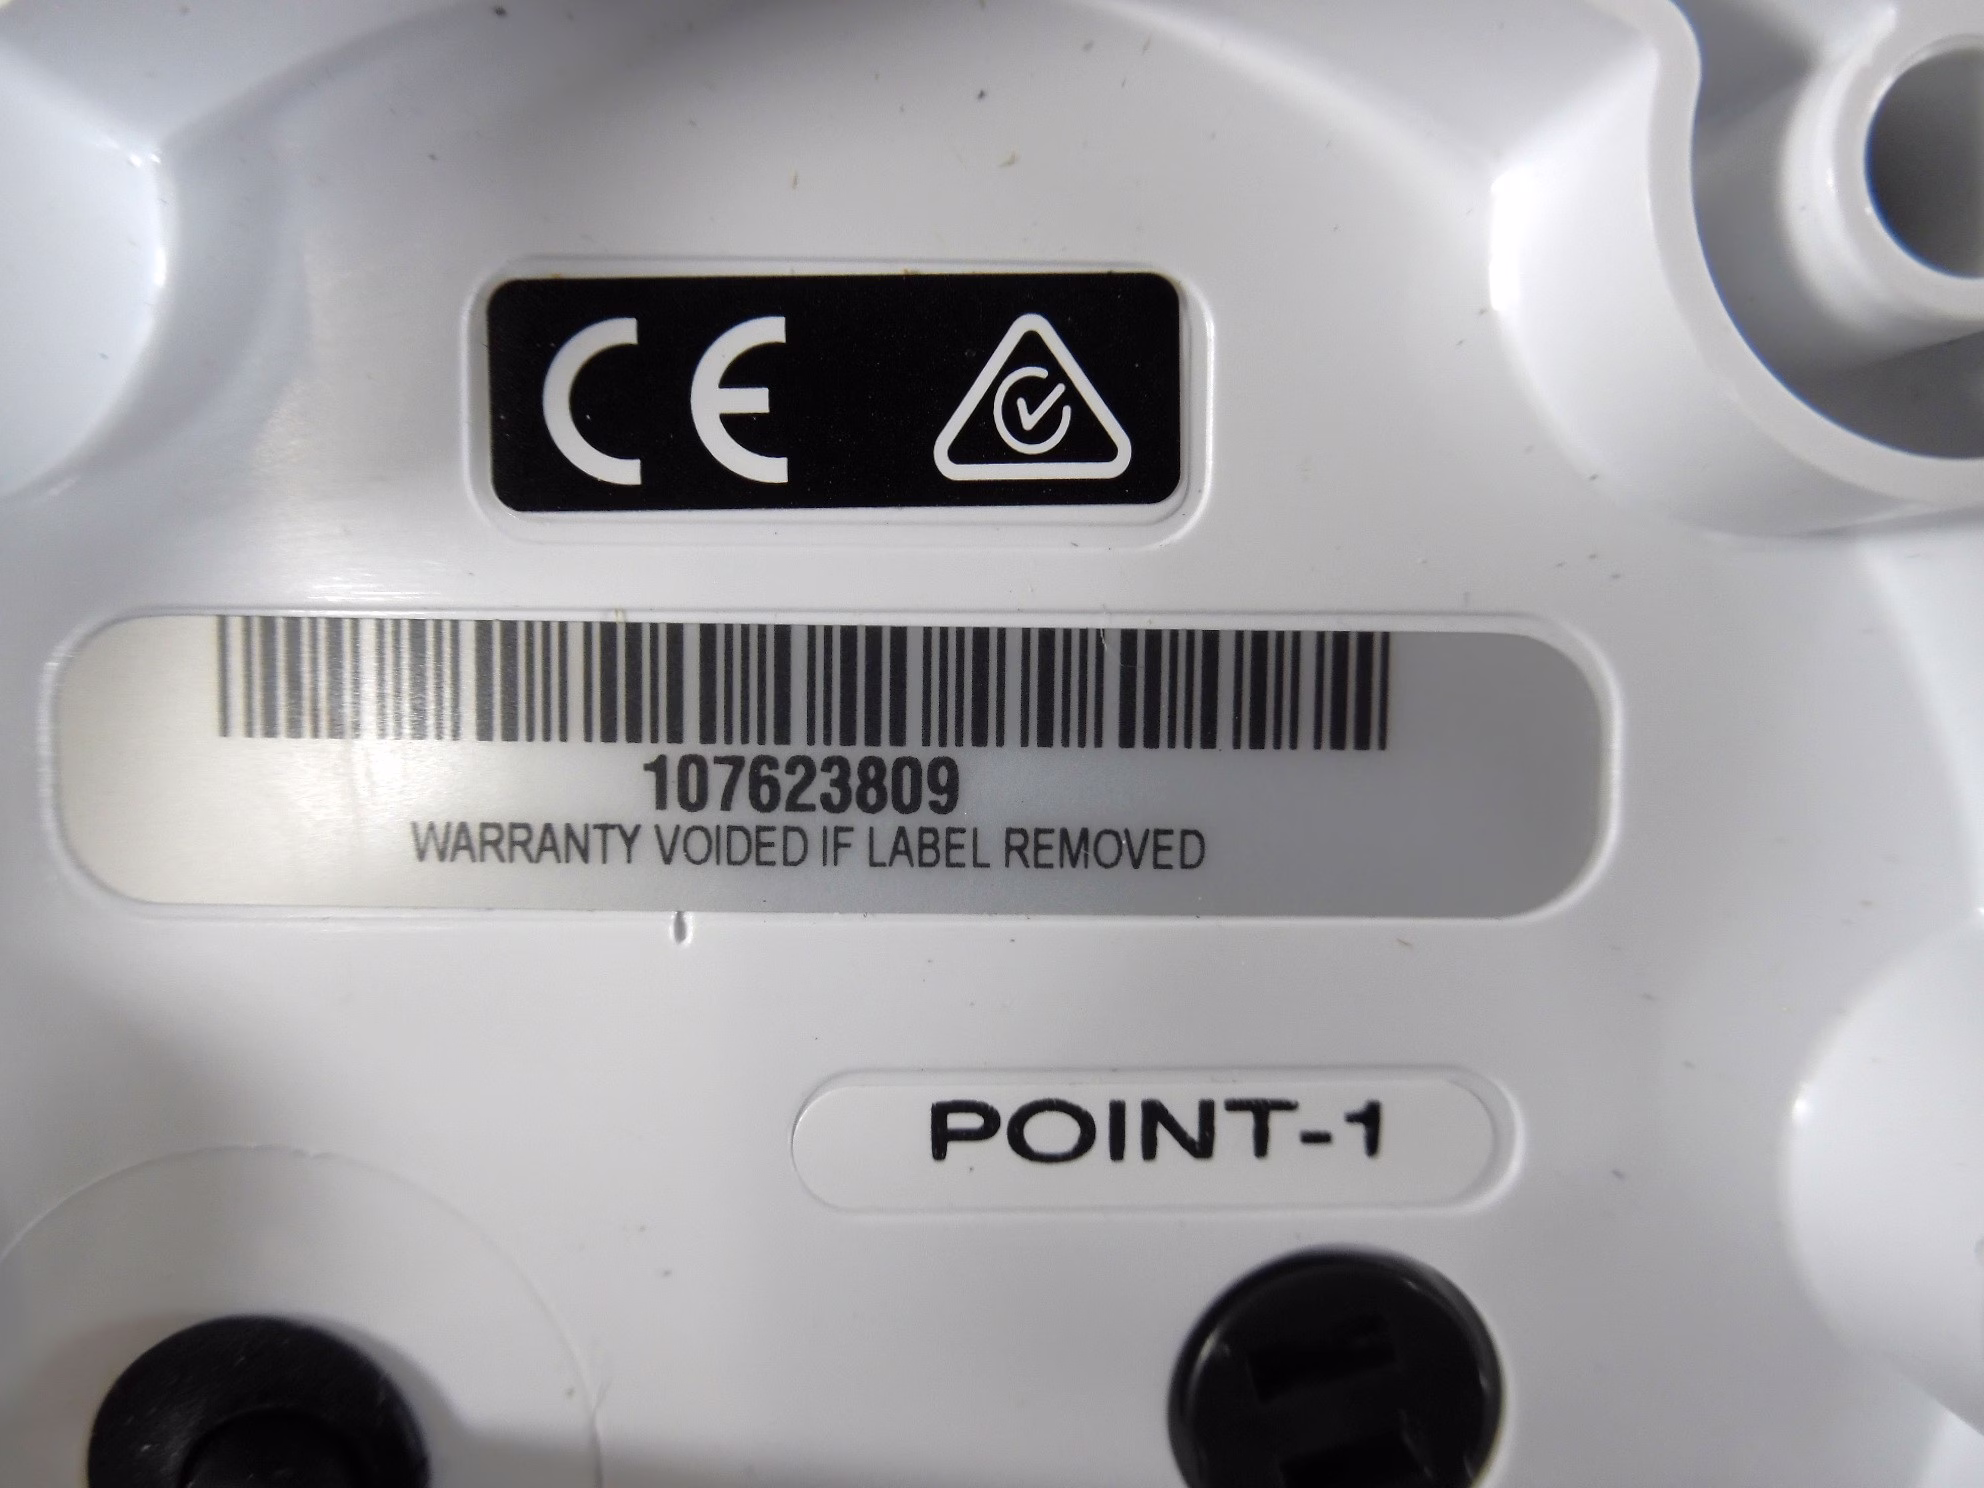 CE
107623809
WARRANTY VOIDED IF LABEL REMOVED
POINT-1